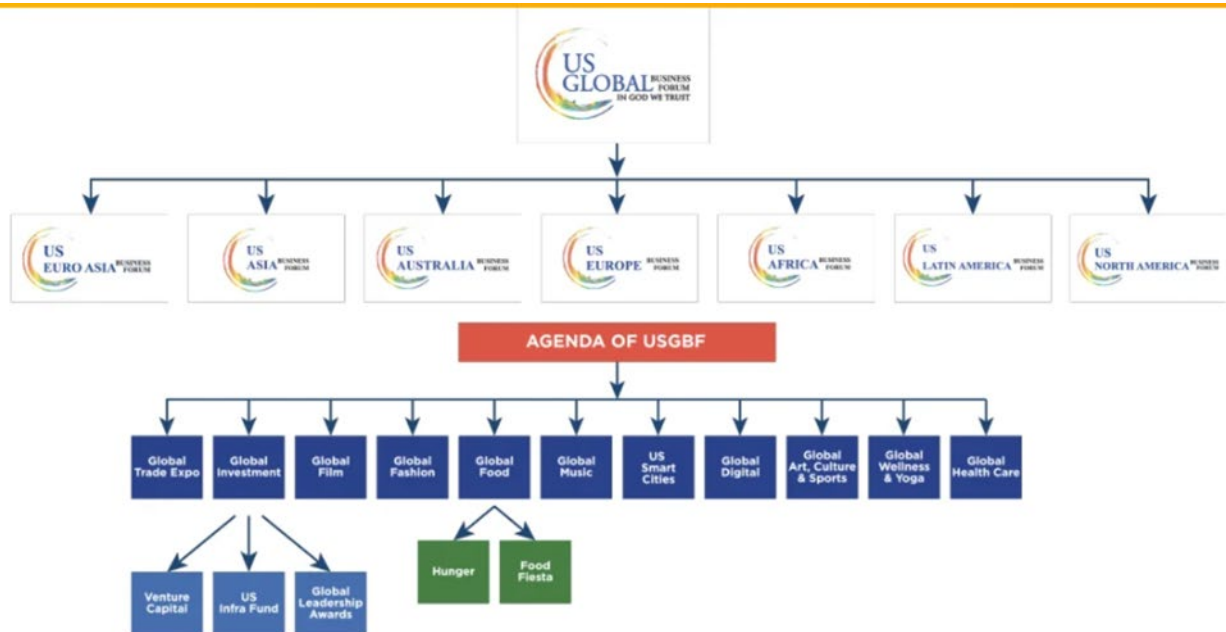 US
GLOBAL BUSINESS FORUM
IN GOD WE TRUST
US
EURO ASIA BUSINESS FORUM
US
ASIA BUSINESS FORUM
US
AUSTRALIA BUSINESS FORUM
US
EUROPE BUSINESS FORUM
US
AFRICA BUSINESS FORUM
US
LATIN AMERICA BUSINESS FORUM
US
NORTH AMERICA BUSINESS FORUM
AGENDA OF USGBF
Global
Trade Expo
Global
Investment
Global
Film
Global
Fashion
Global
Food
Global
Music
US
Smart
Cities
Global
Digital
Global
Art, Culture
& Sports
Global
Wellness
& Yoga
Global
Health Care
Venture
Capital
US
Infra Fund
Global
Leadership
Awards
Hunger
Food
Fiesta